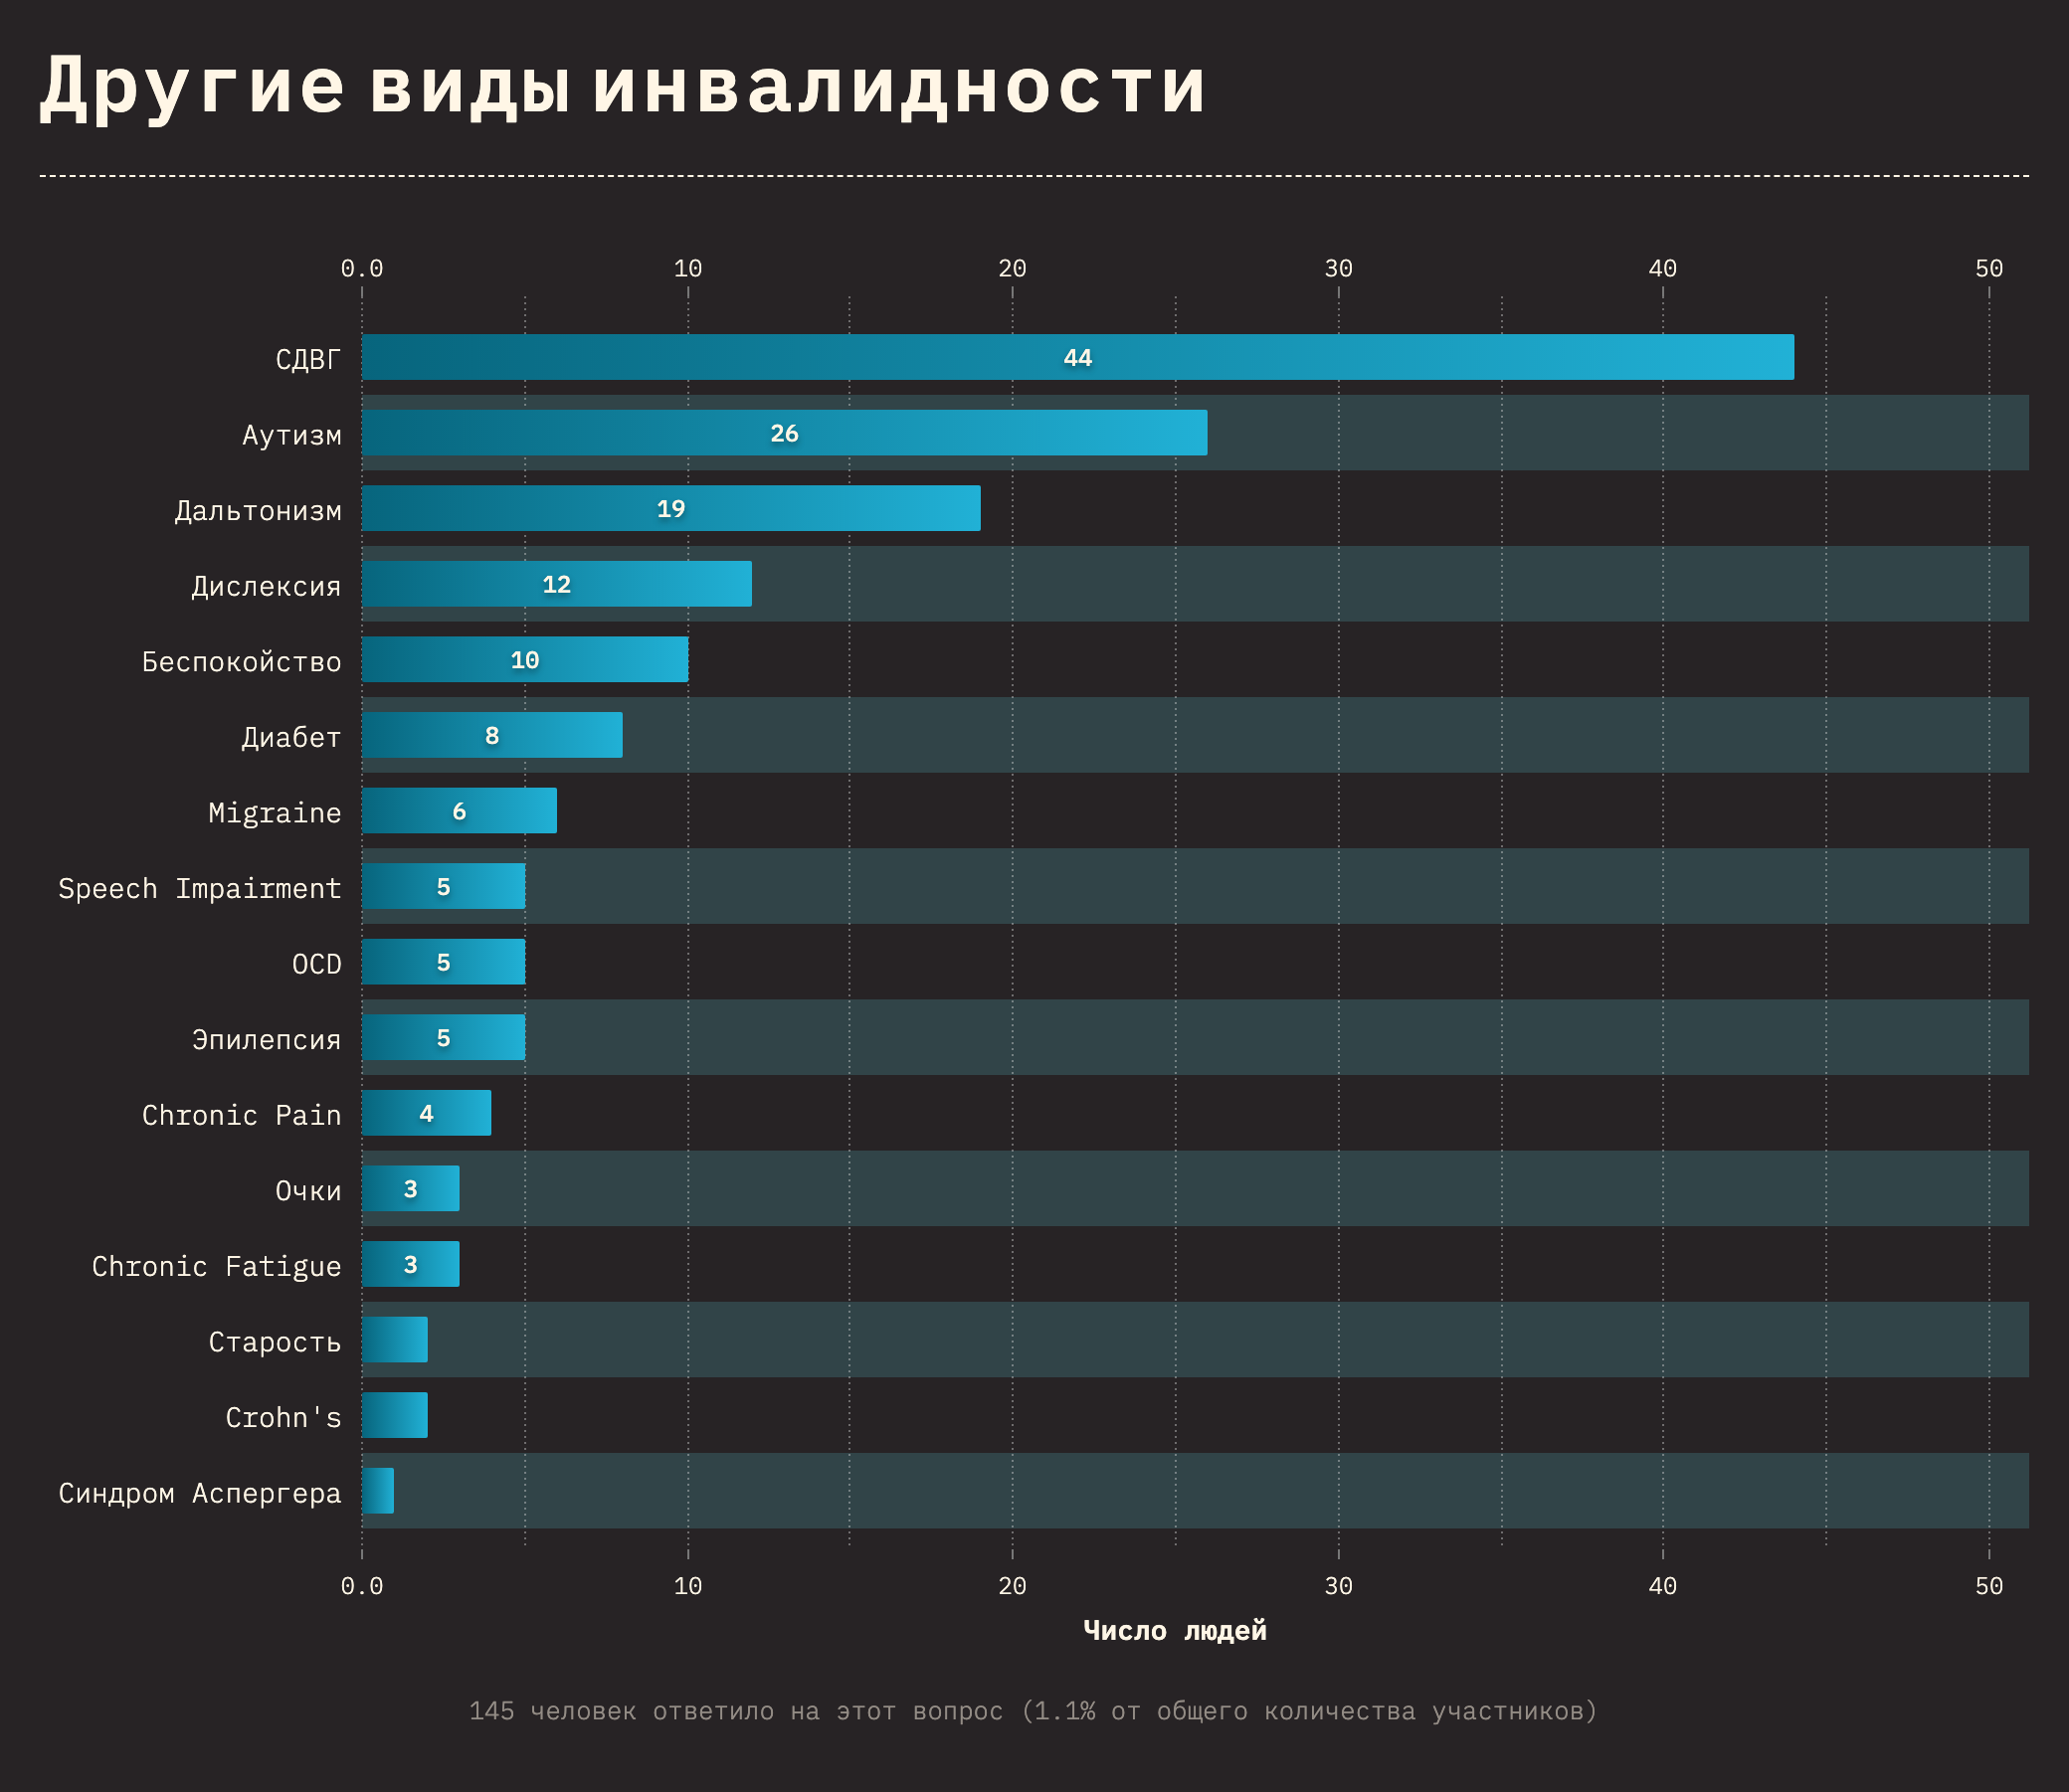 Другие виды инвалидности
0.0 10 20 30 40 50
СДВГ 44
Аутизм 26
Дальтонизм 19
Дислексия 12
Беспокойство 10
Диабет 8
Migraine 6
Speech Impairment 5
OCD 5
Эпилепсия 5
Chronic Pain 4
Очки 3
Chronic Fatigue 3
Старость
Crohn's
Синдром Аспергера
0.0 10 20 30 40 50
Число людей
145 человек ответило на этот вопрос (1.1% от общего количества участников)